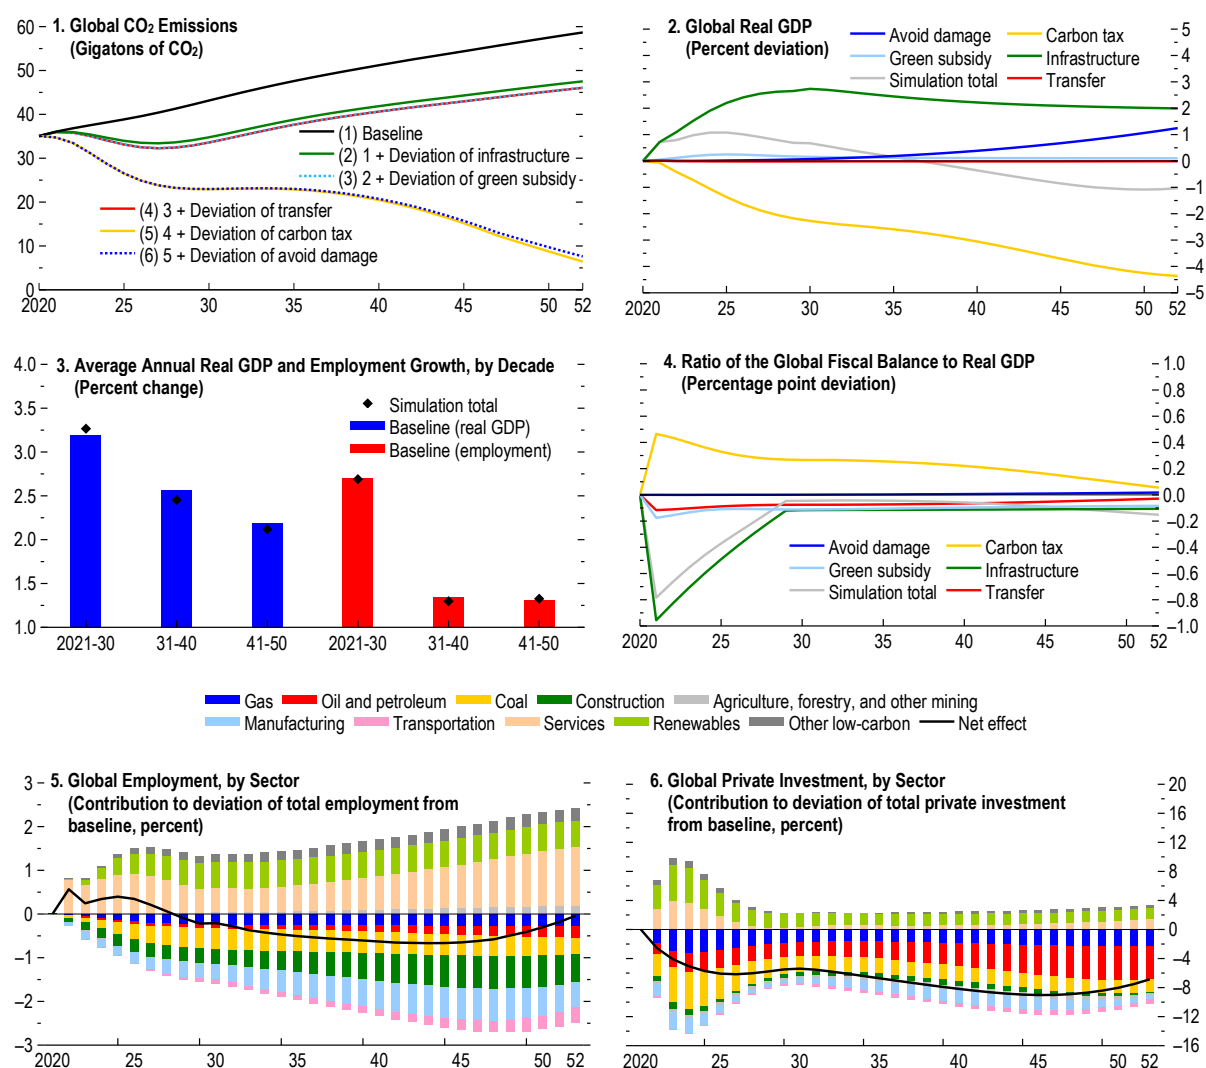 1. Global CO₂ Emissions
(Gigatons of CO₂)
60
50
40
30
20
10
0
(1) Baseline
(2) 1 + Deviation of infrastructure
(3) 2 + Deviation of green subsidy
(4) 3 + Deviation of transfer
(5) 4 + Deviation of carbon tax
(6) 5 + Deviation of avoid damage
2020 25 30 35 40 45 50 52
2. Global Real GDP
(Percent deviation)
Avoid damage Carbon tax
Green subsidy Infrastructure
Simulation total Transfer
5
4
3
2
1
0
–1
–2
–3
–4
–5
2020 25 30 35 40 45 50 52
3. Average Annual Real GDP and Employment Growth, by Decade
(Percent change)
4.0
3.5
3.0
2.5
2.0
1.5
1.0
Simulation total
Baseline (real GDP)
Baseline (employment)
2021-30 31-40 41-50 2021-30 31-40 41-50
4. Ratio of the Global Fiscal Balance to Real GDP
(Percentage point deviation)
1.0
0.8
0.6
0.4
0.2
0.0
–0.2
–0.4
–0.6
–0.8
–1.0
Avoid damage Carbon tax
Green subsidy Infrastructure
Simulation total Transfer
2020 25 30 35 40 45 50 52
Gas Oil and petroleum Coal Construction Agriculture, forestry, and other mining
Manufacturing Transportation Services Renewables Other low-carbon Net effect
5. Global Employment, by Sector
(Contribution to deviation of total employment from
baseline, percent)
3
2
1
0
–1
–2
–3
2020 25 30 35 40 45 50 52
6. Global Private Investment, by Sector
(Contribution to deviation of total private investment
from baseline, percent)
20
16
12
8
4
0
–4
–8
–12
–16
2020 25 30 35 40 45 50 52